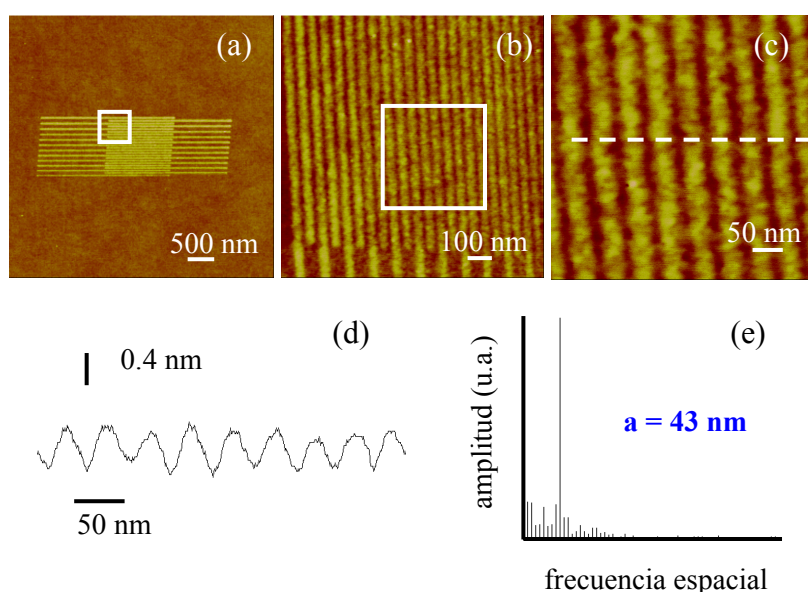 (a)
500 nm
(b)
100 nm
(c)
50 nm
(d)
0.4 nm
50 nm
(e)
amplitud (u.a.)
a = 43 nm
frecuencia espacial